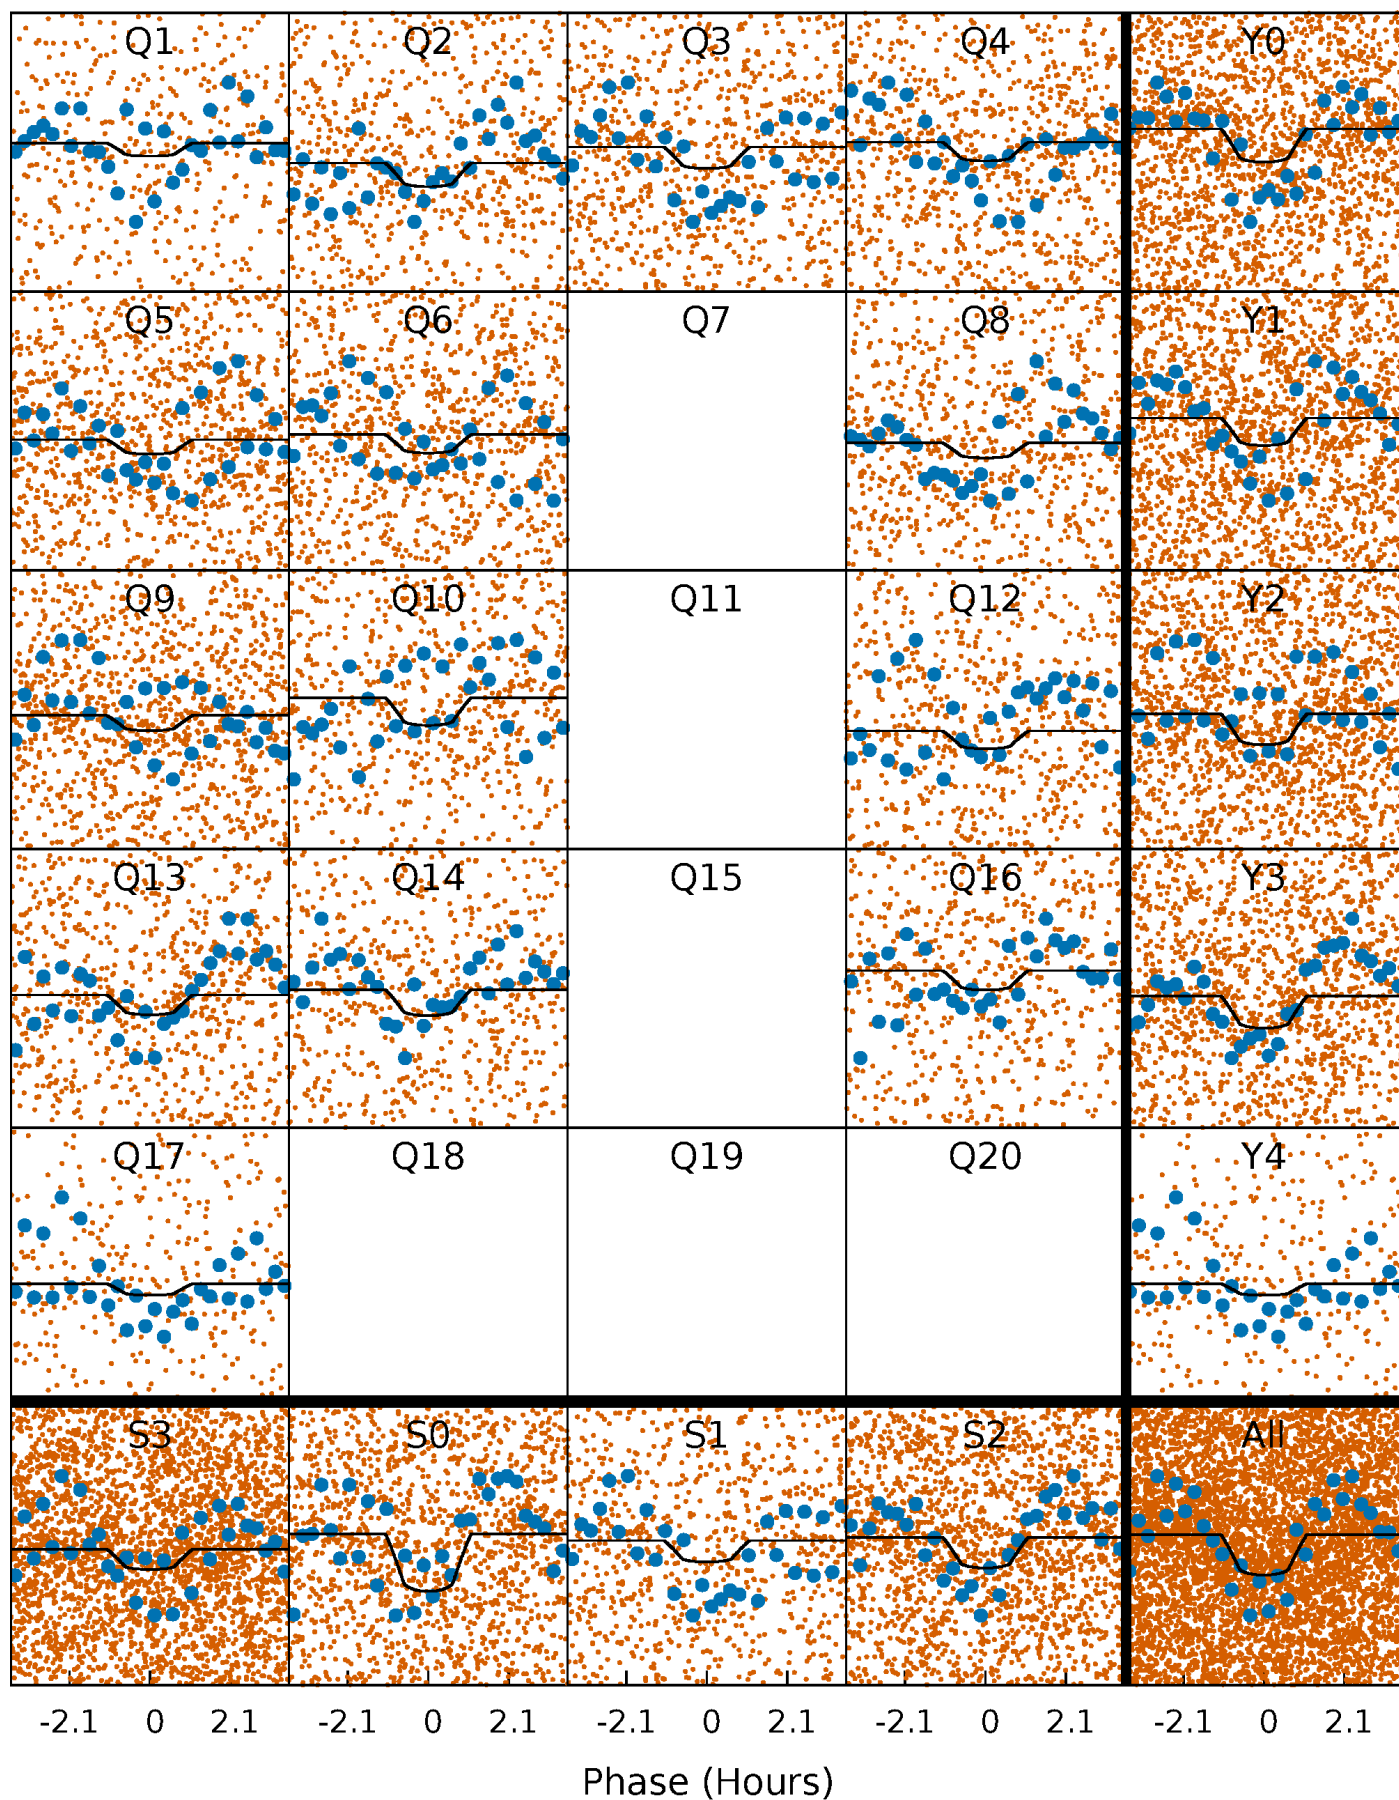 Q1 Q2 Q3 Q4 Y0
Q5 Q6 Q7 Q8 Y1
Q9 Q10 Q11 Q12 Y2
Q13 Q14 Q15 Q16 Y3
Q17 Q18 Q19 Q20 Y4
S3 S0 S1 S2 All
-2.1 0 2.1 -2.1 0 2.1 -2.1 0 2.1 -2.1 0 2.1 -2.1 0 2.1
Phase (Hours)